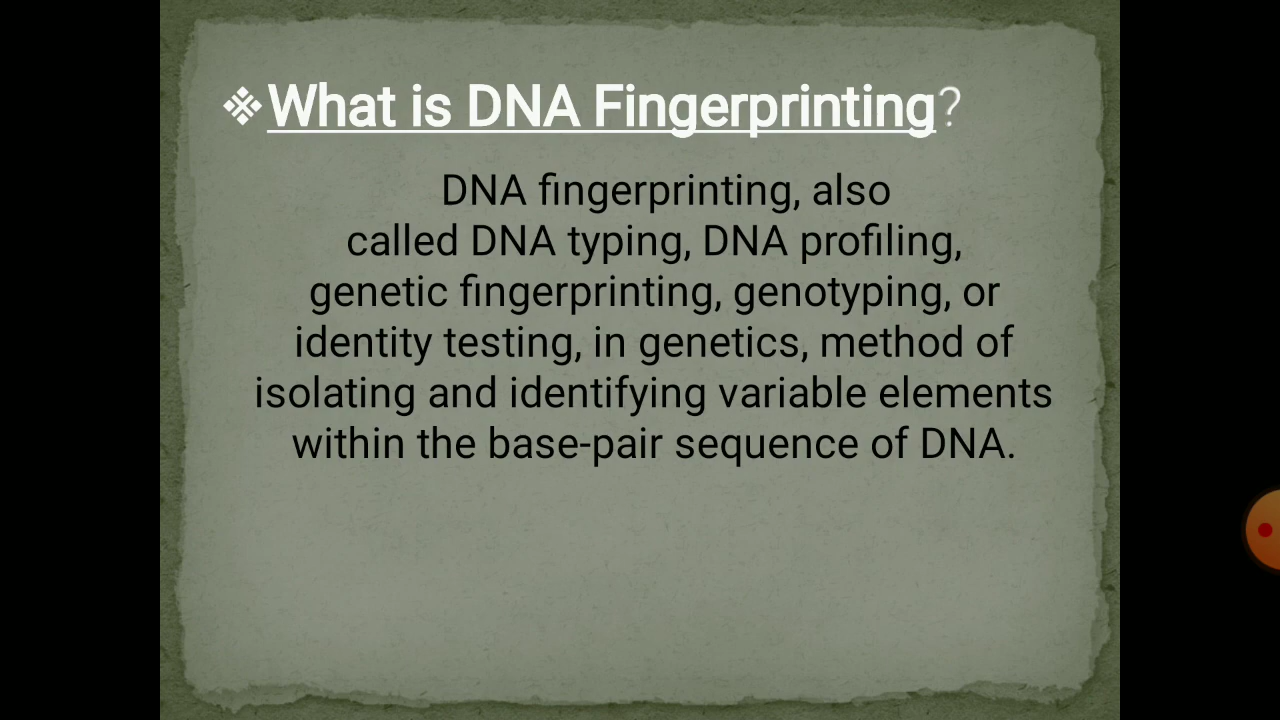 ❖What is DNA Fingerprinting?
DNA fingerprinting, also
called DNA typing, DNA profiling,
genetic fingerprinting, genotyping, or
identity testing, in genetics, method of
isolating and identifying variable elements
within the base-pair sequence of DNA.